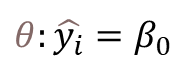 θ: ŷᵢ = β₀